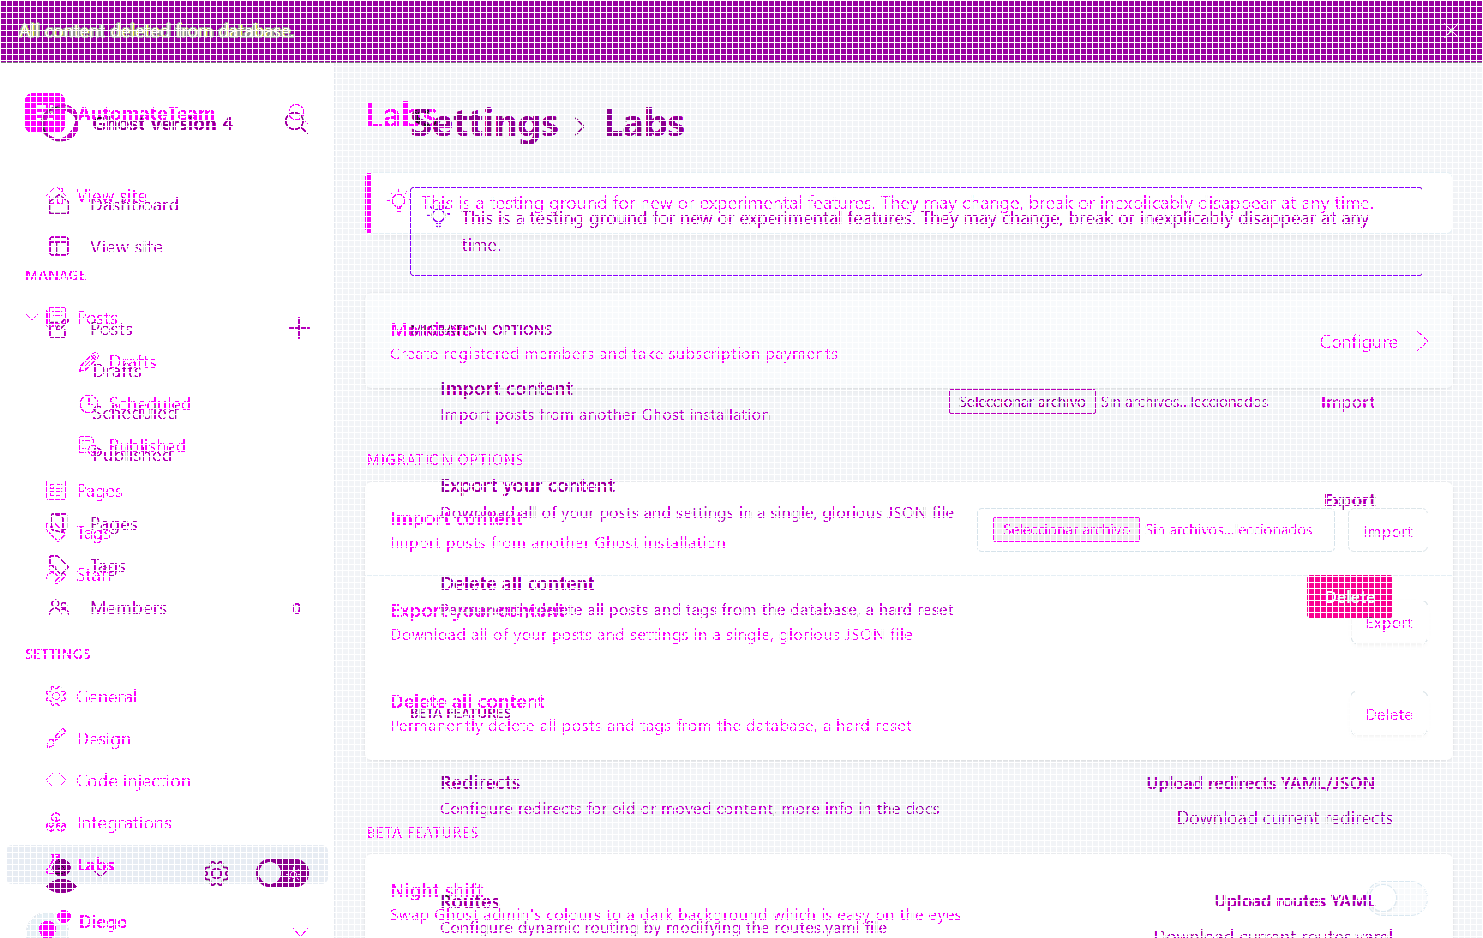 All content deleted from database.
AutomateTeam
Ghost Version 4
View site
Dashboard
View site
MANAGE
Posts
Posts
Drafts
Drafts
Scheduled
Scheduled
Published
Published
Pages
Pages
Tags
Tags
Staff
Members 0
SETTINGS
General
Design
Code injection
Integrations
Labs
Diego
Labs
Settings > Labs
This is a testing ground for new or experimental features. They may change, break or inexplicably disappear at any time.
This is a testing ground for new or experimental features. They may change, break or inexplicably disappear at any
time.
Members
MIGRATION OPTIONS
Create registered members and take subscription payments
Configure
Import content
Import posts from another Ghost installation
Seleccionar archivo Sin archivos...leccionados
Import
MIGRATION OPTIONS
Export your content
Download all of your posts and settings in a single, glorious JSON file
Export
Import content
Import posts from another Ghost installation
Seleccionar archivo Sin archivos... eccionados
Import
Delete all content
Permanently delete all posts and tags from the database, a hard reset
Delete
Export your content
Download all of your posts and settings in a single, glorious JSON file
Export
Delete all content
BETA FEATURES
Permanently delete all posts and tags from the database, a hard reset
Delete
Redirects
Configure redirects for old or moved content, more info in the docs
Upload redirects YAML/JSON
Download current redirects
BETA FEATURES
Night shift
Swap Ghost admin's colours to a dark background which is easy on the eyes
Routes
Configure dynamic routing by modifying the routes.yaml file
Upload routes YAML
Download current routes.yaml